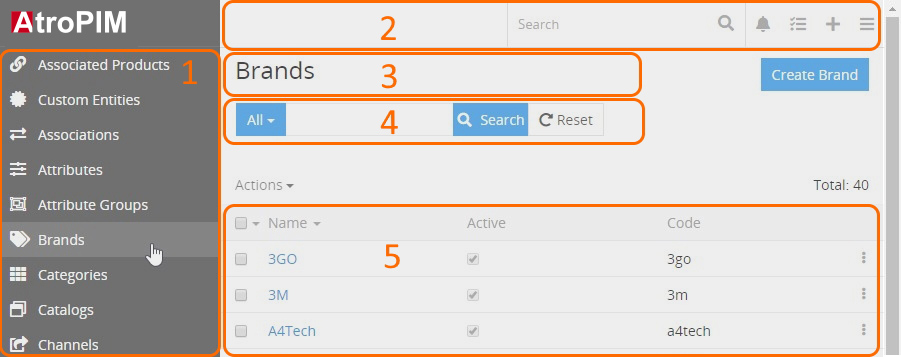 AtroPIM
2
Search
1
Associated Products
Custom Entities
Associations
Attributes
Attribute Groups
Brands
Categories
Catalogs
Channels
Brands
3
Create Brand
All
4
Search
Reset
Actions
Total: 40
Name Active Code
5
3GO 3go
3M 3m
A4Tech a4tech